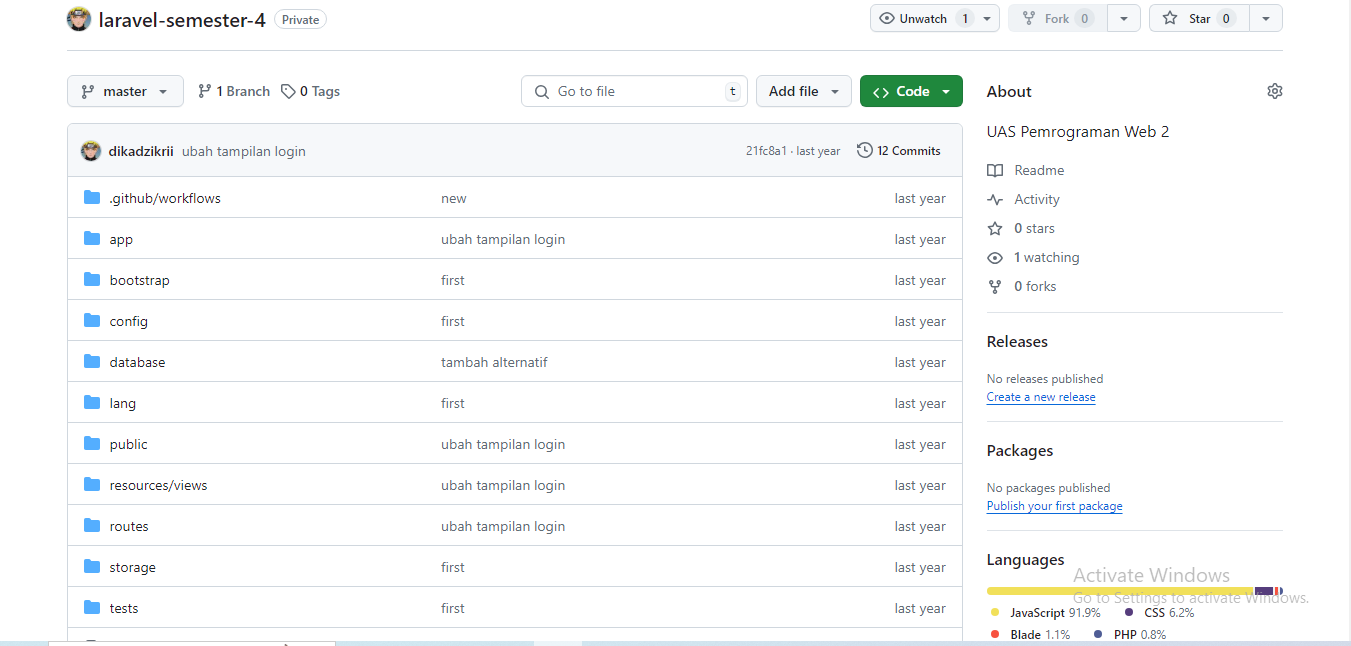 laravel-semester-4 Private Unwatch 1 Fork 0 Star 0
master 1 Branch 0 Tags Go to file t Add file Code About
UAS Pemrograman Web 2
dikadzikrii ubah tampilan login 21fc8a1 · last year 12 Commits
Readme
.github/workflows new last year
Activity
app ubah tampilan login last year
0 stars
1 watching
bootstrap first last year
0 forks
config first last year
Releases
database tambah alternatif last year
No releases published
Create a new release
lang first last year
public ubah tampilan login last year
Packages
resources/views ubah tampilan login last year
No packages published
Publish your first package
routes ubah tampilan login last year
storage first last year
Languages
Activate Windows
Go to Settings to activate Windows.
tests first last year
JavaScript 91.9% CSS 6.2%
Blade 1.1% PHP 0.8%